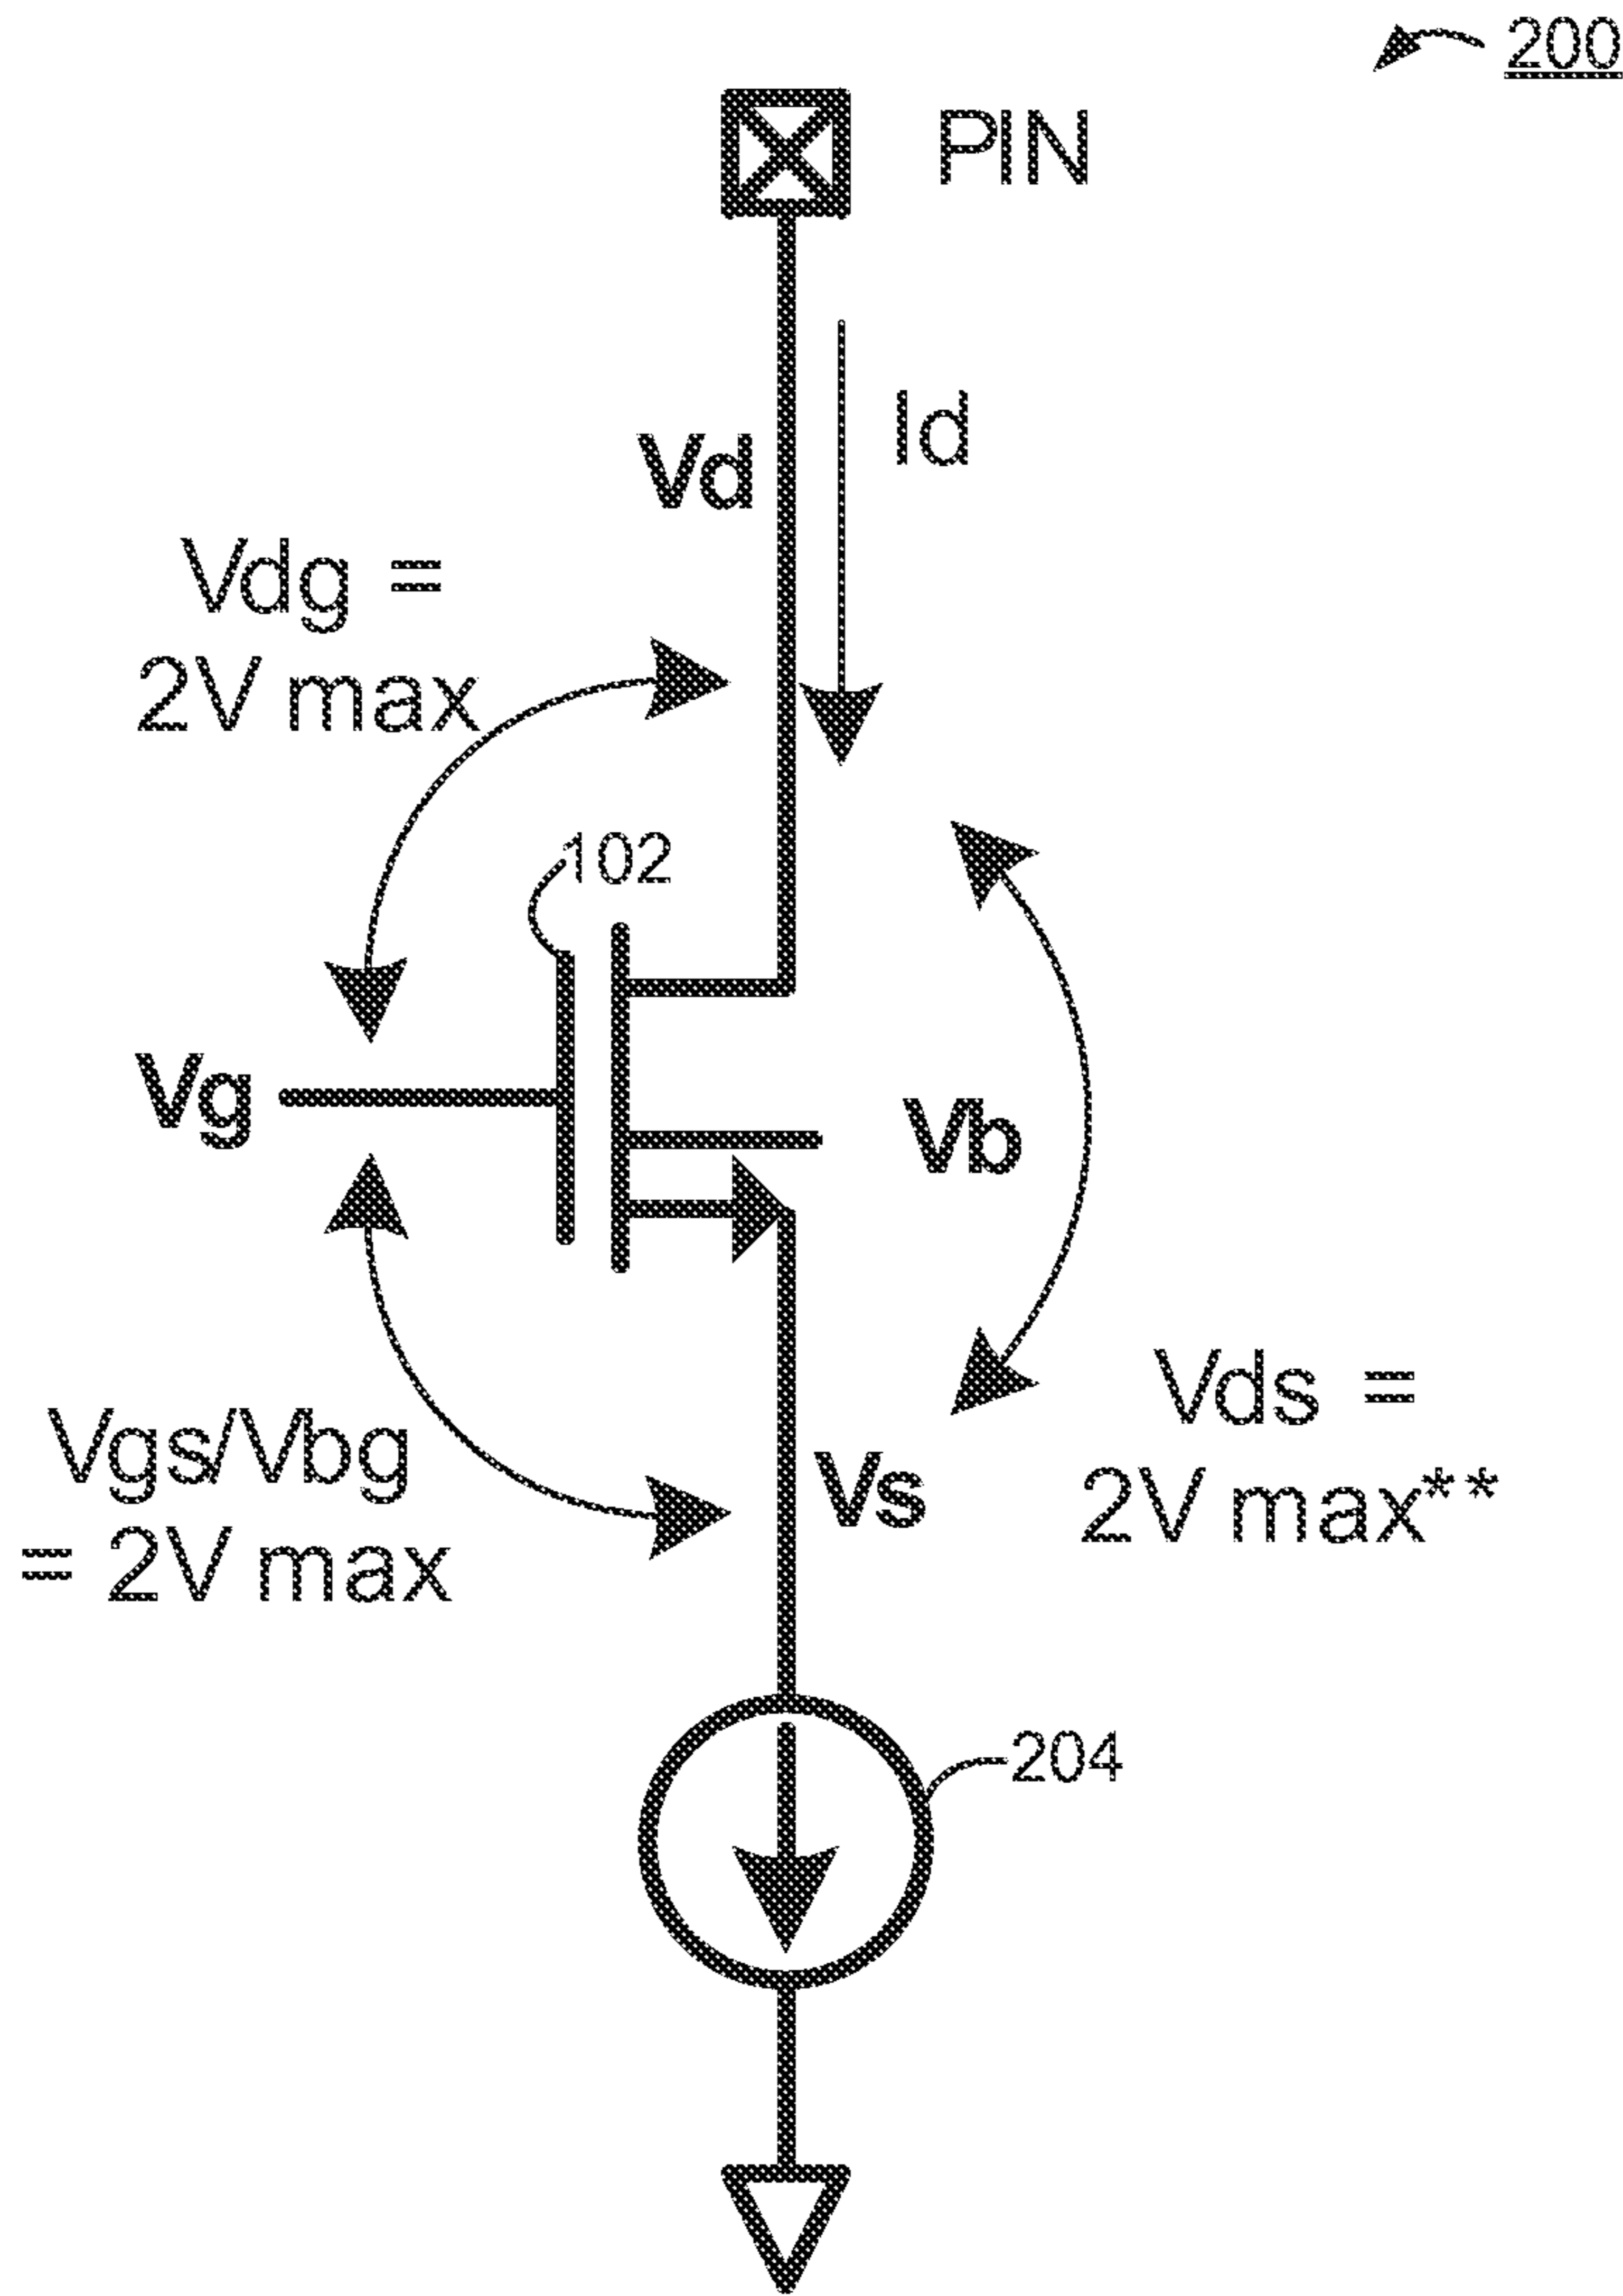 200
PIN
Id
Vd
Vdg =
2V max
102
Vg
Vb
Vds =
2V max**
Vgs/Vbg
= 2V max
Vs
204